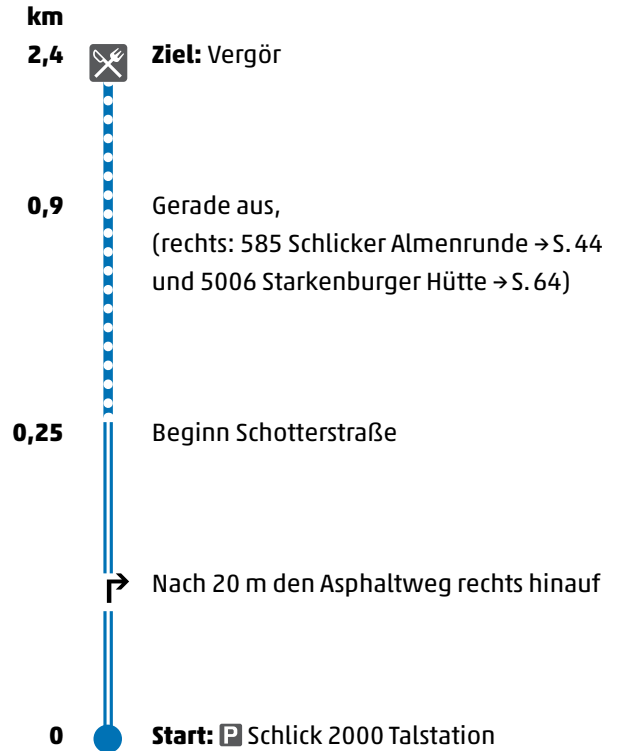 km
2,4 Ziel: Vergör
0,9 Gerade aus,
(rechts: 585 Schlicker Almenrunde → S. 44
und 5006 Starkenburger Hütte → S. 64)
0,25 Beginn Schotterstraße
Nach 20 m den Asphaltweg rechts hinauf
0 Start: P Schlick 2000 Talstation